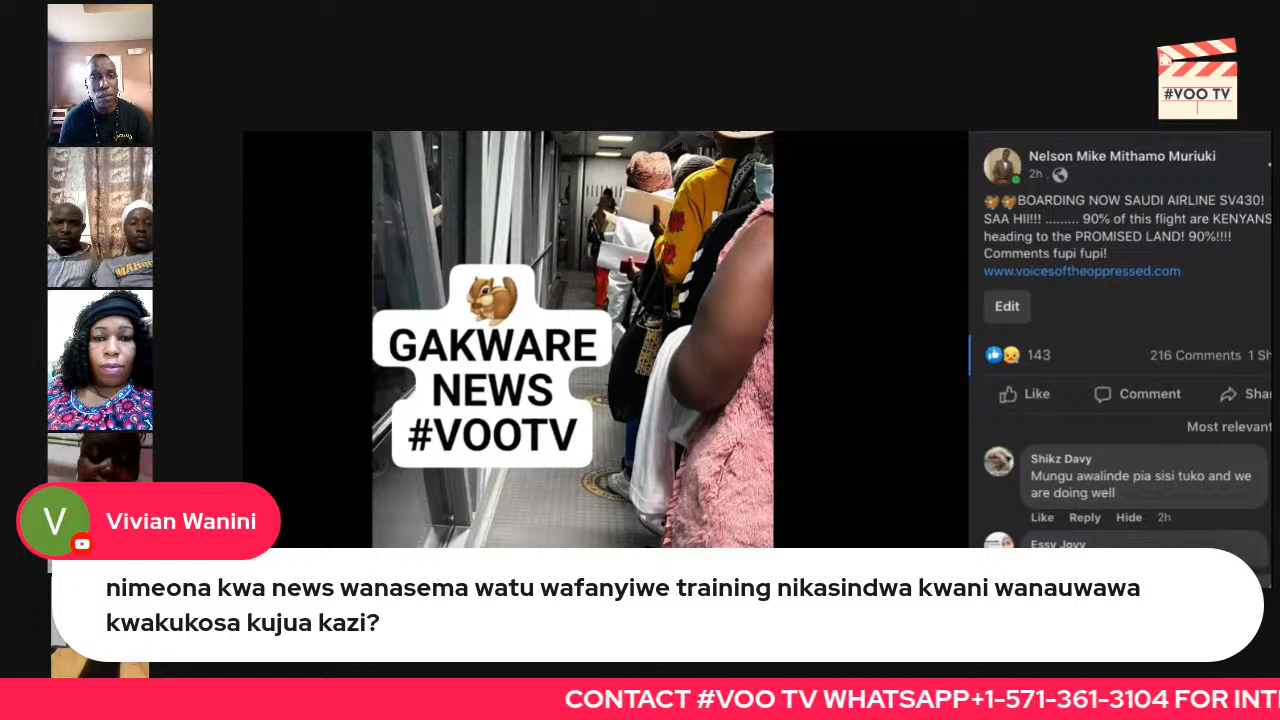 #VOO TV
Nelson Mike Mithamo Muriuki
2h
BOARDING NOW SAUDI AIRLINE SV430!
SAA HII!!! ......... 90% of this flight are KENYANS
heading to the PROMISED LAND! 90%!!!!
Comments fupi fupi!
www.voicesoftheoppressed.com
Edit
143
216 Comments 1 Sh
Like Comment Shar
Most relevant
Shikz Davy
Mungu awalinde pia sisi tuko and we
are doing well
Like Reply Hide 2h
Essy Jovy
GAKWARE
NEWS
#VOOTV
V
Vivian Wanini
nimeona kwa news wanasema watu wafanyiwe training nikasindwa kwani wanauwawa
kwakukosa kujua kazi?
CONTACT #VOO TV WHATSAPP+1-571-361-3104 FOR INT